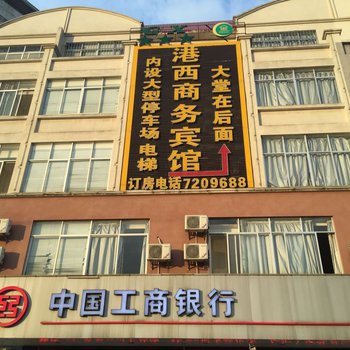 港西商务宾馆
大堂在后面
内设大型停车场 电梯
订房电话7209688
中国工商银行